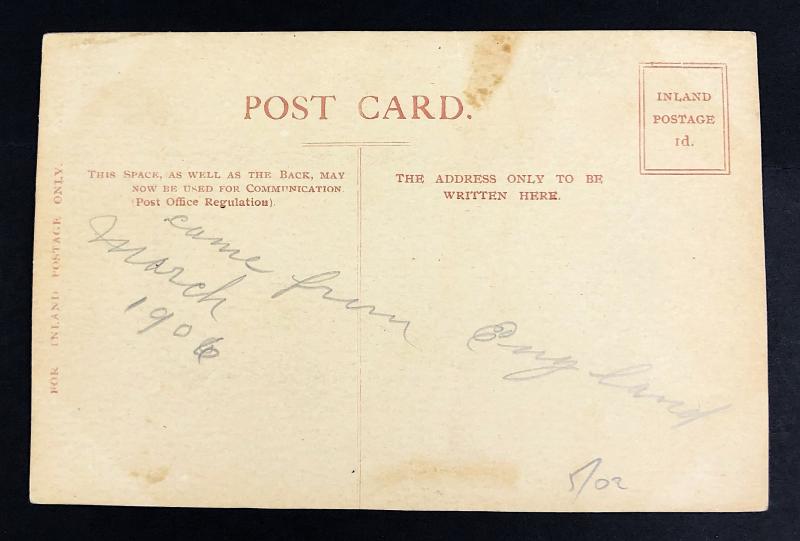 POST CARD.
INLAND
POSTAGE
1d.
THIS SPACE, AS WELL AS THE BACK, MAY
NOW BE USED FOR COMMUNICATION.
(Post Office Regulation).
THE ADDRESS ONLY TO BE
WRITTEN HERE.
FOR INLAND POSTAGE ONLY.
came from England
March
1906
5/02